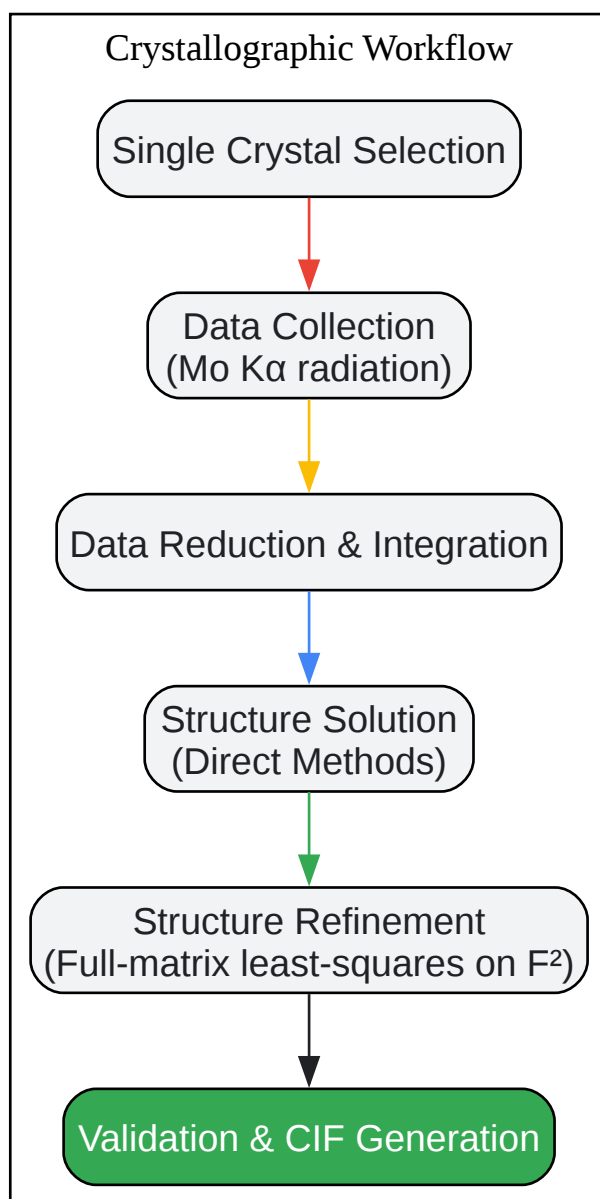 Crystallographic Workflow
Single Crystal Selection
Data Collection
(Mo Kα radiation)
Data Reduction & Integration
Structure Solution
(Direct Methods)
Structure Refinement
(Full-matrix least-squares on F²)
Validation & CIF Generation